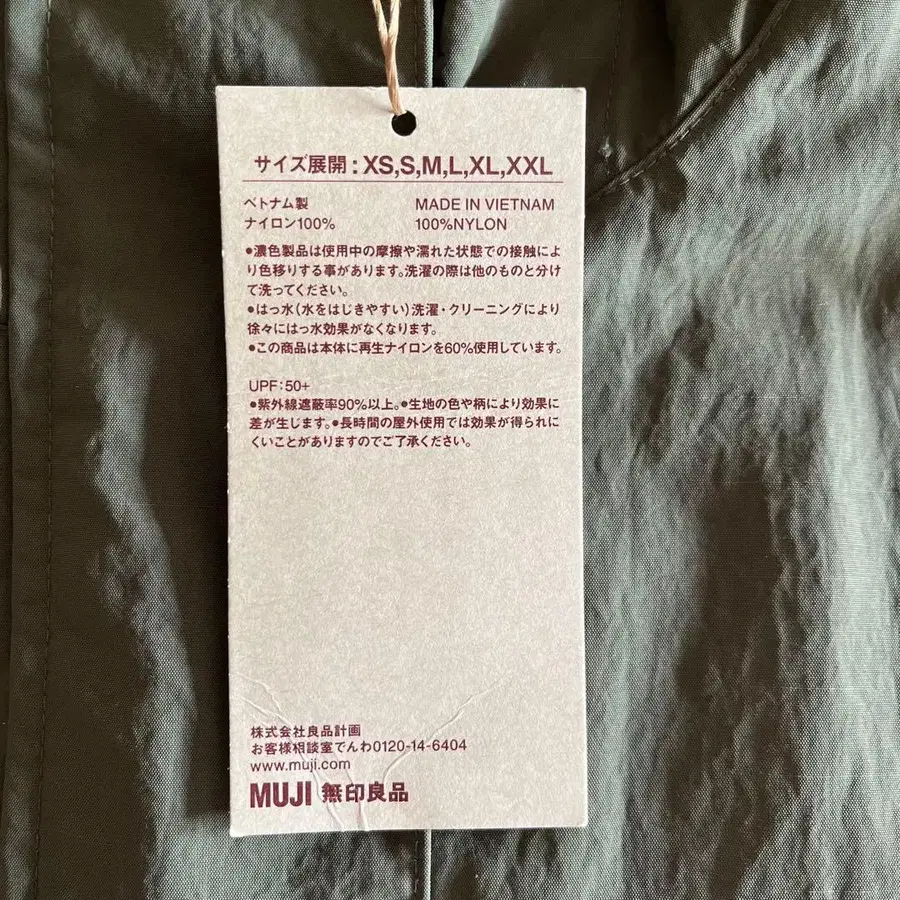 サイズ展開:XS,S,M,L,XL,XXL
ベトナム製 MADE IN VIETNAM
ナイロン100% 100%NYLON
●濃色製品は使用中の摩擦や濡れた状態での接触によ
り色移りする事があります。洗濯の際は他のものと分け
て洗ってください。
●はっ水(水をはじきやすい)洗濯・クリーニングにより
徐々にはっ水効果がなくなります。
●この商品は本体に再生ナイロンを60%使用しています。
UPF:50+
●紫外線遮蔽率90%以上。●生地の色や柄により効果に
差が生じます。●長時間の屋外使用では効果が得られに
くいことがありますのでご了承ください。
株式会社良品計画
お客様相談室でんわ0120-14-6404
www.muji.com
MUJI 無印良品